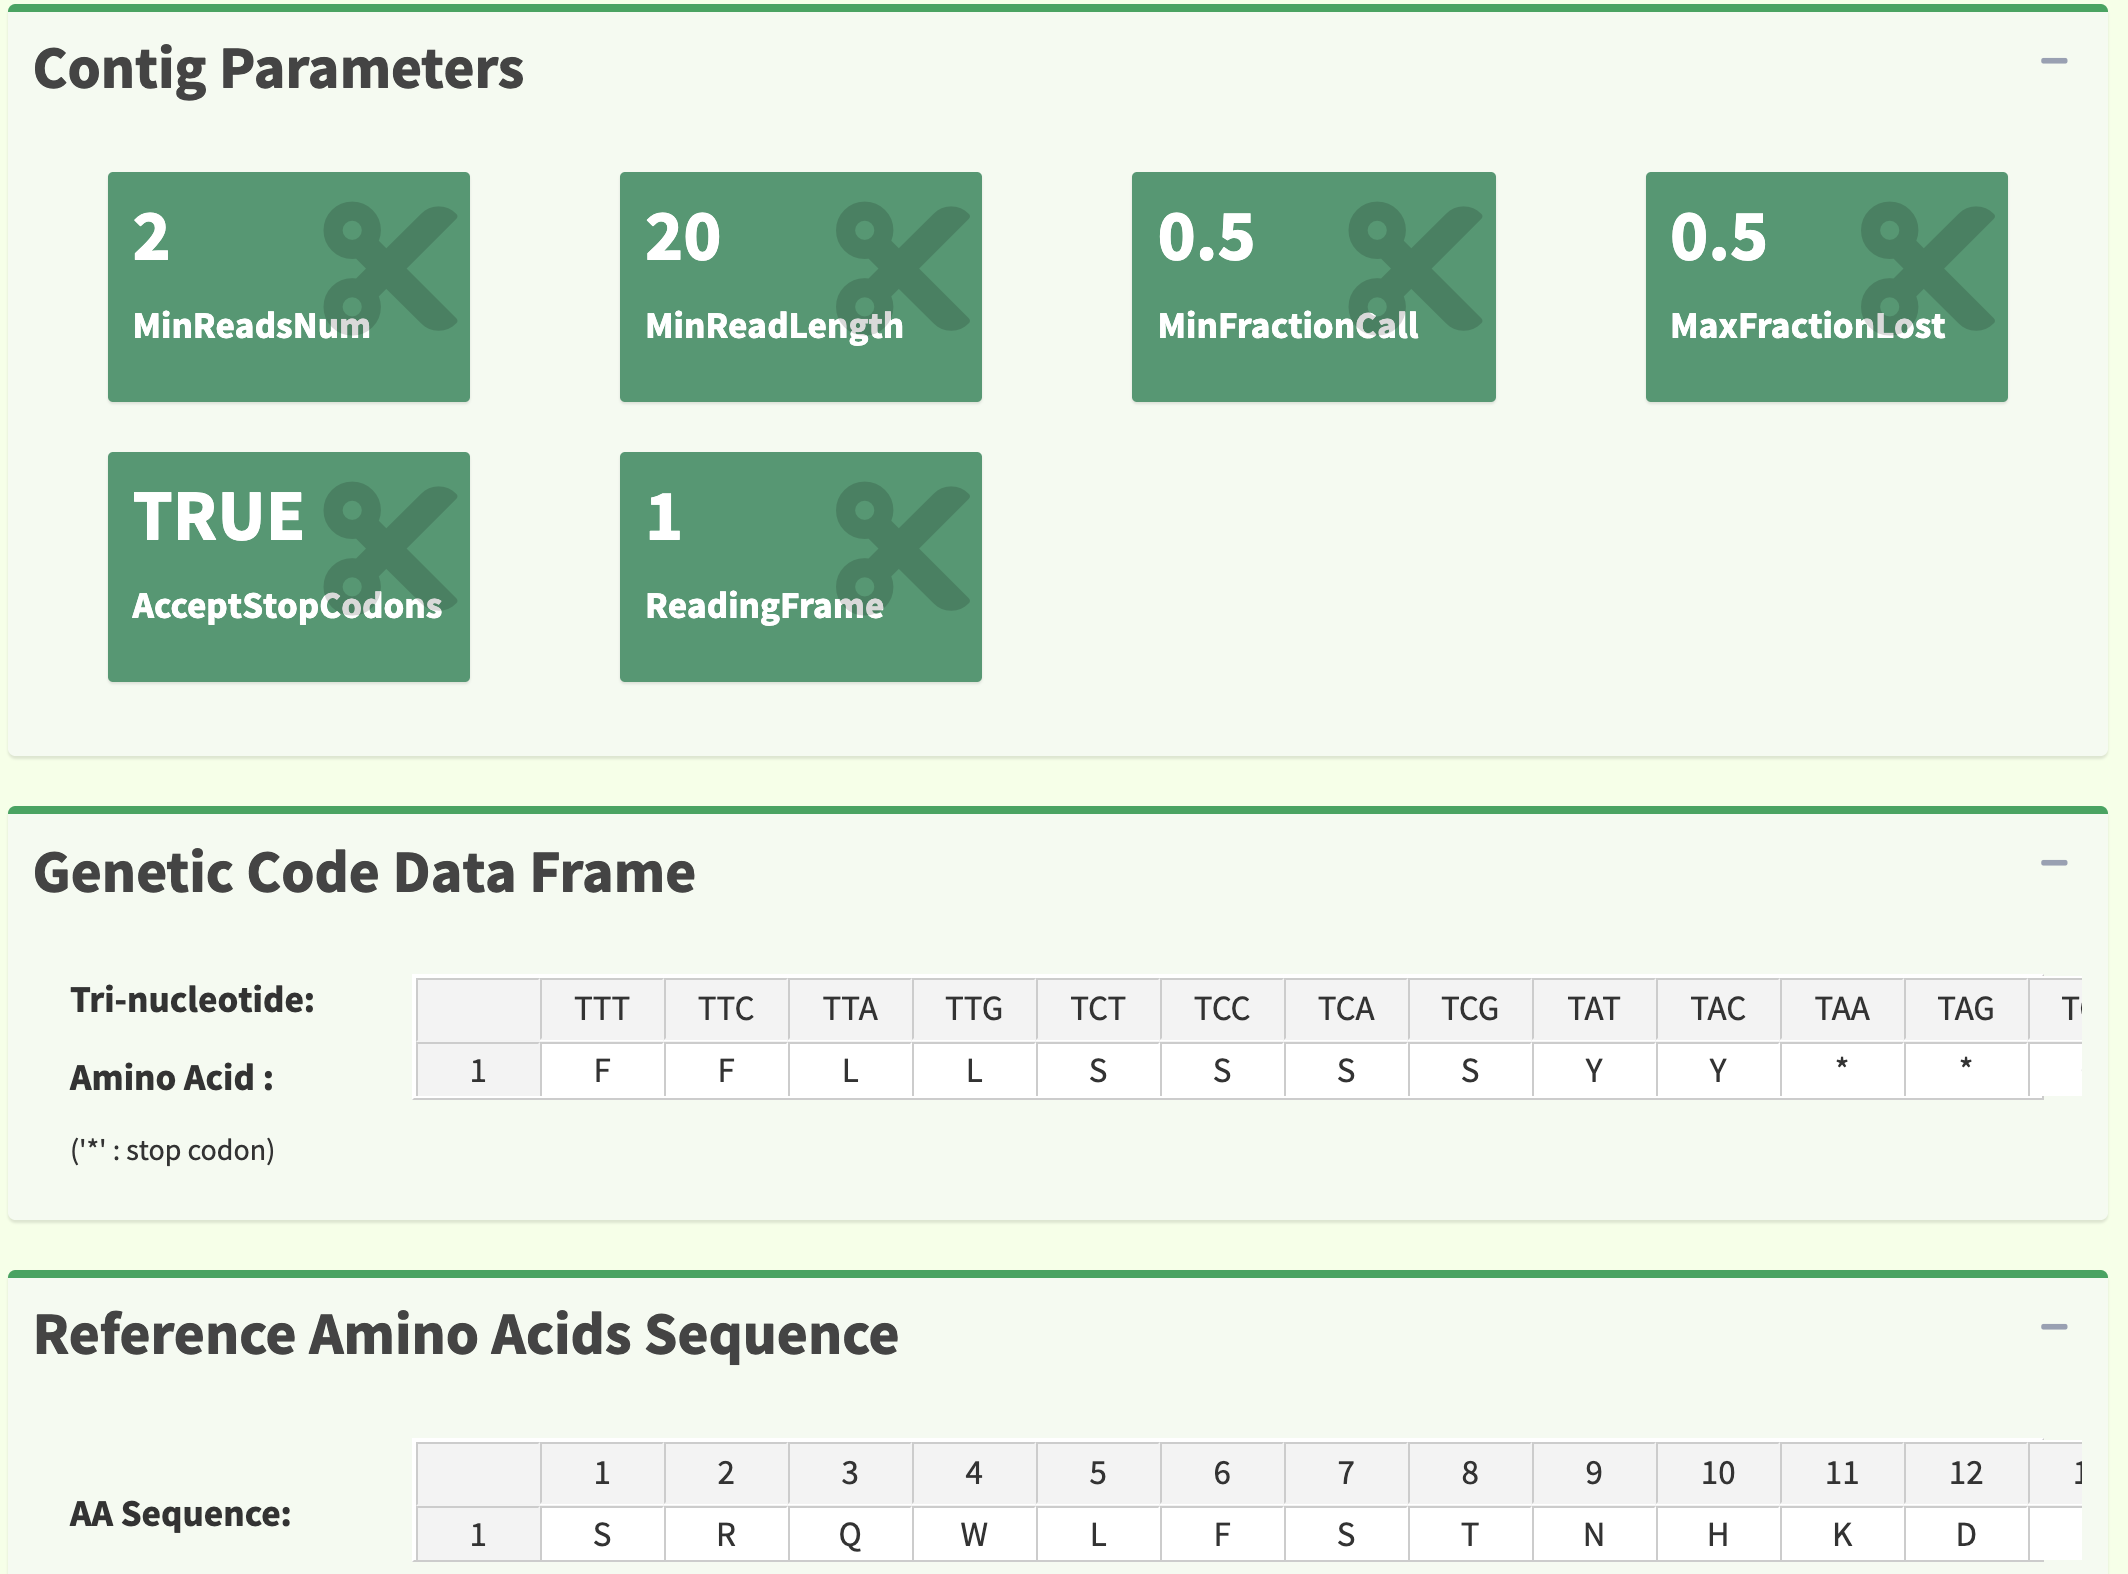 Contig Parameters
2
MinReadsNum
20
MinReadLength
0.5
MinFractionCall
0.5
MaxFractionLost
TRUE
AcceptStopCodons
1
ReadingFrame
Genetic Code Data Frame
Tri-nucleotide:
TTT TTC TTA TTG TCT TCC TCA TCG TAT TAC TAA TAG
Amino Acid :
1 F F L L S S S S Y Y * *
('*' : stop codon)
Reference Amino Acids Sequence
1 2 3 4 5 6 7 8 9 10 11 12
AA Sequence:
1 S R Q W L F S T N H K D